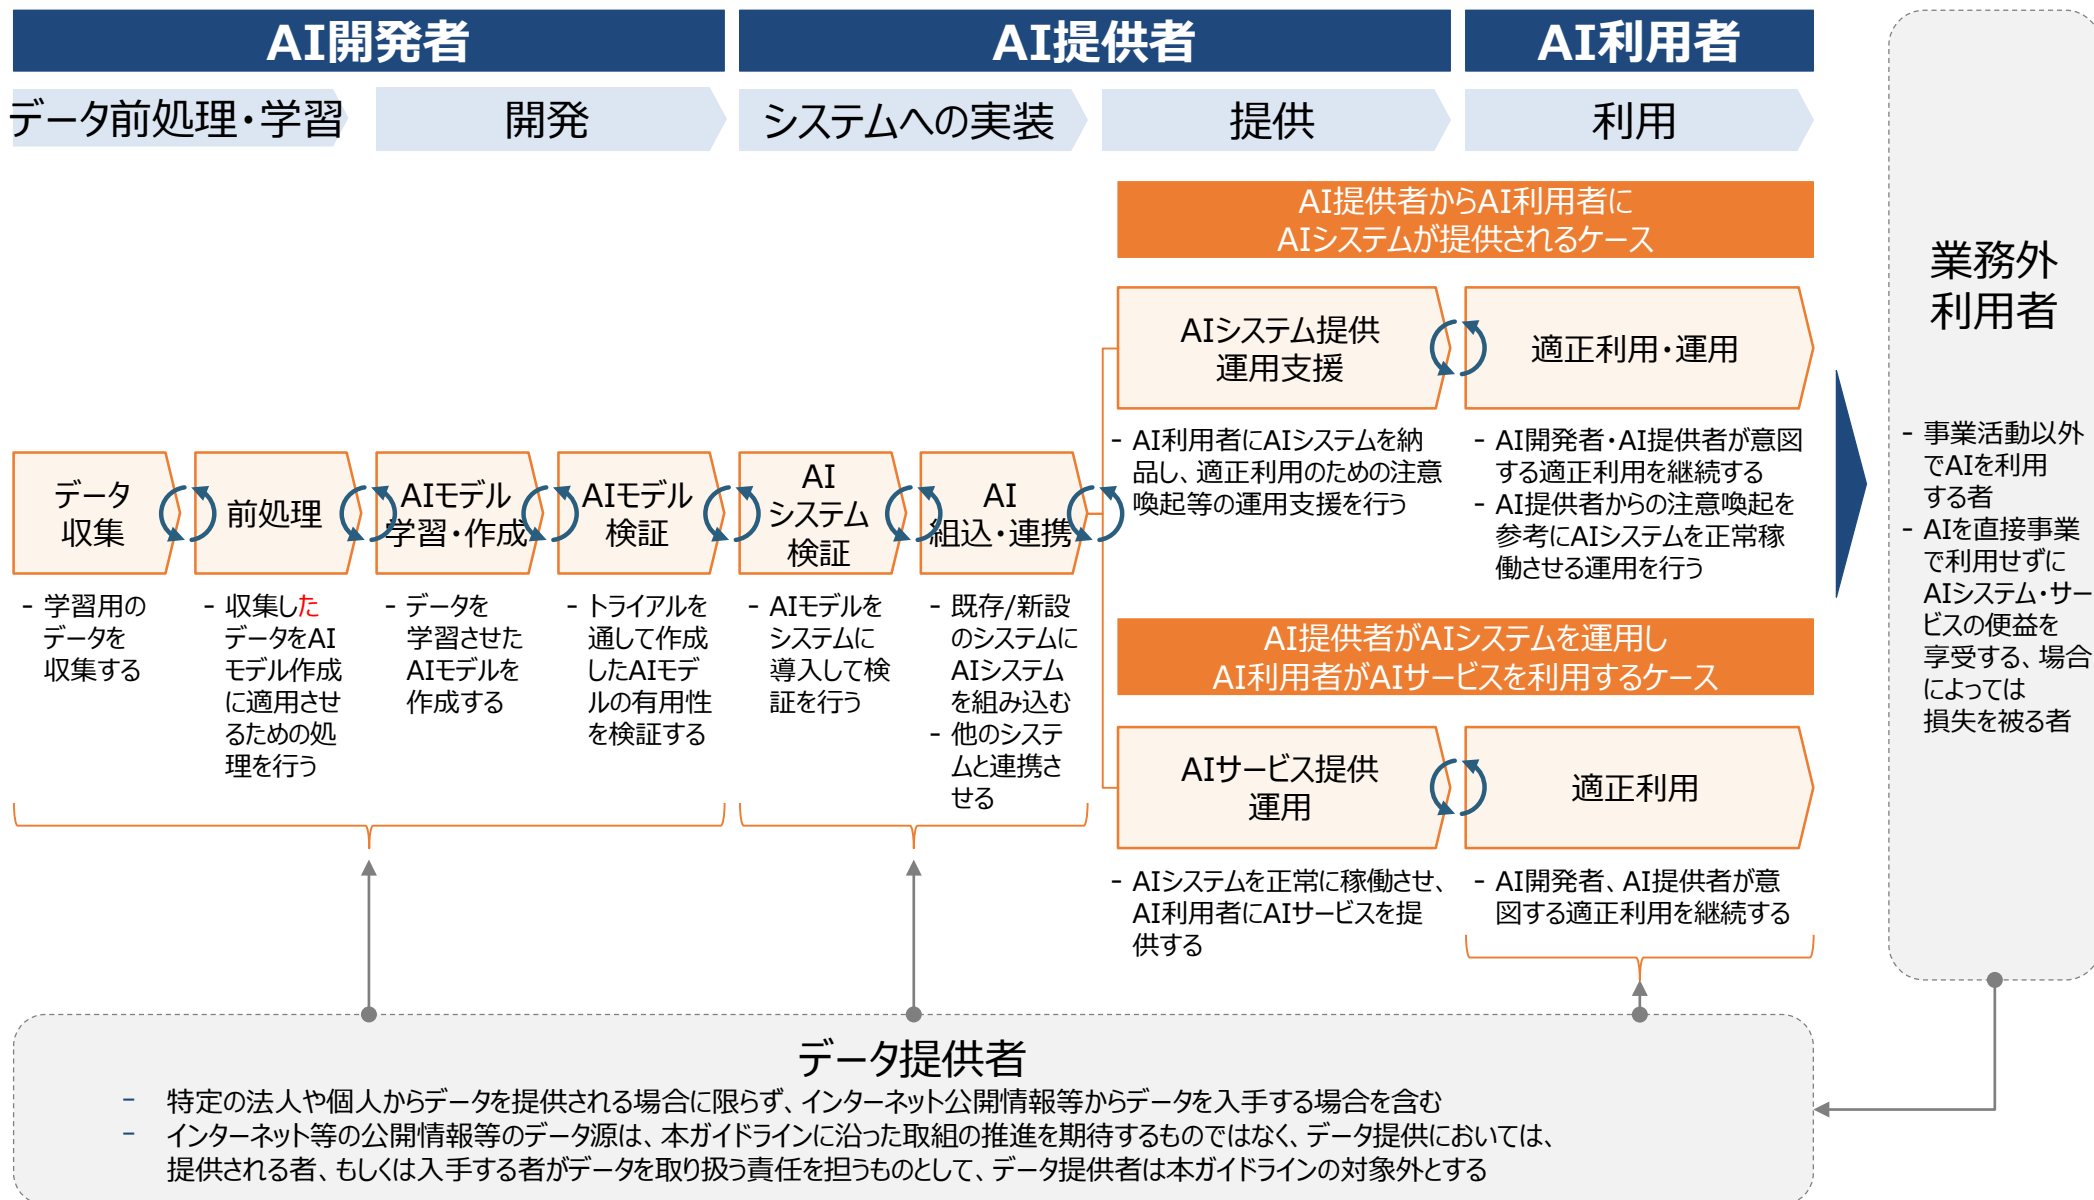 AI開発者
AI提供者
AI利用者
データ前処理・学習
開発
システムへの実装
提供
利用
AI提供者からAI利用者に
AIシステムが提供されるケース
AIシステム提供
運用支援
適正利用・運用
- AI利用者にAIシステムを納
品し、適正利用のための注意
喚起等の運用支援を行う
- AI開発者・AI提供者が意図
する適正利用を継続する
- AI提供者からの注意喚起を
参考にAIシステムを正常稼
働させる運用を行う
データ
収集
前処理
AIモデル
学習・作成
AIモデル
検証
AI
システム
検証
AI
組込・連携
- 学習用の
データを
収集する
- 収集した
データをAI
モデル作成
に適用させ
るための処
理を行う
- データを
学習させた
AIモデルを
作成する
- トライアルを
通して作成
したAIモデ
ルの有用性
を検証する
- AIモデルを
システムに
導入して検
証を行う
- 既存/新設
のシステムに
AIシステム
を組み込む
- 他のシステ
ムと連携さ
せる
AI提供者がAIシステムを運用し
AI利用者がAIサービスを利用するケース
AIサービス提供
運用
適正利用
- AIシステムを正常に稼働させ、
AI利用者にAIサービスを提
供する
- AI開発者、AI提供者が意
図する適正利用を継続する
業務外
利用者
- 事業活動以外
でAIを利用
する者
- AIを直接事業
で利用せずに
AIシステム・サー
ビスの便益を
享受する、場合
によっては
損失を被る者
データ提供者
- 特定の法人や個人からデータを提供される場合に限らず、インターネット公開情報等からデータを入手する場合を含む
- インターネット等の公開情報等のデータ源は、本ガイドラインに沿った取組の推進を期待するものではなく、データ提供においては、
提供される者、もしくは入手する者がデータを取り扱う責任を担うものとして、データ提供者は本ガイドラインの対象外とする